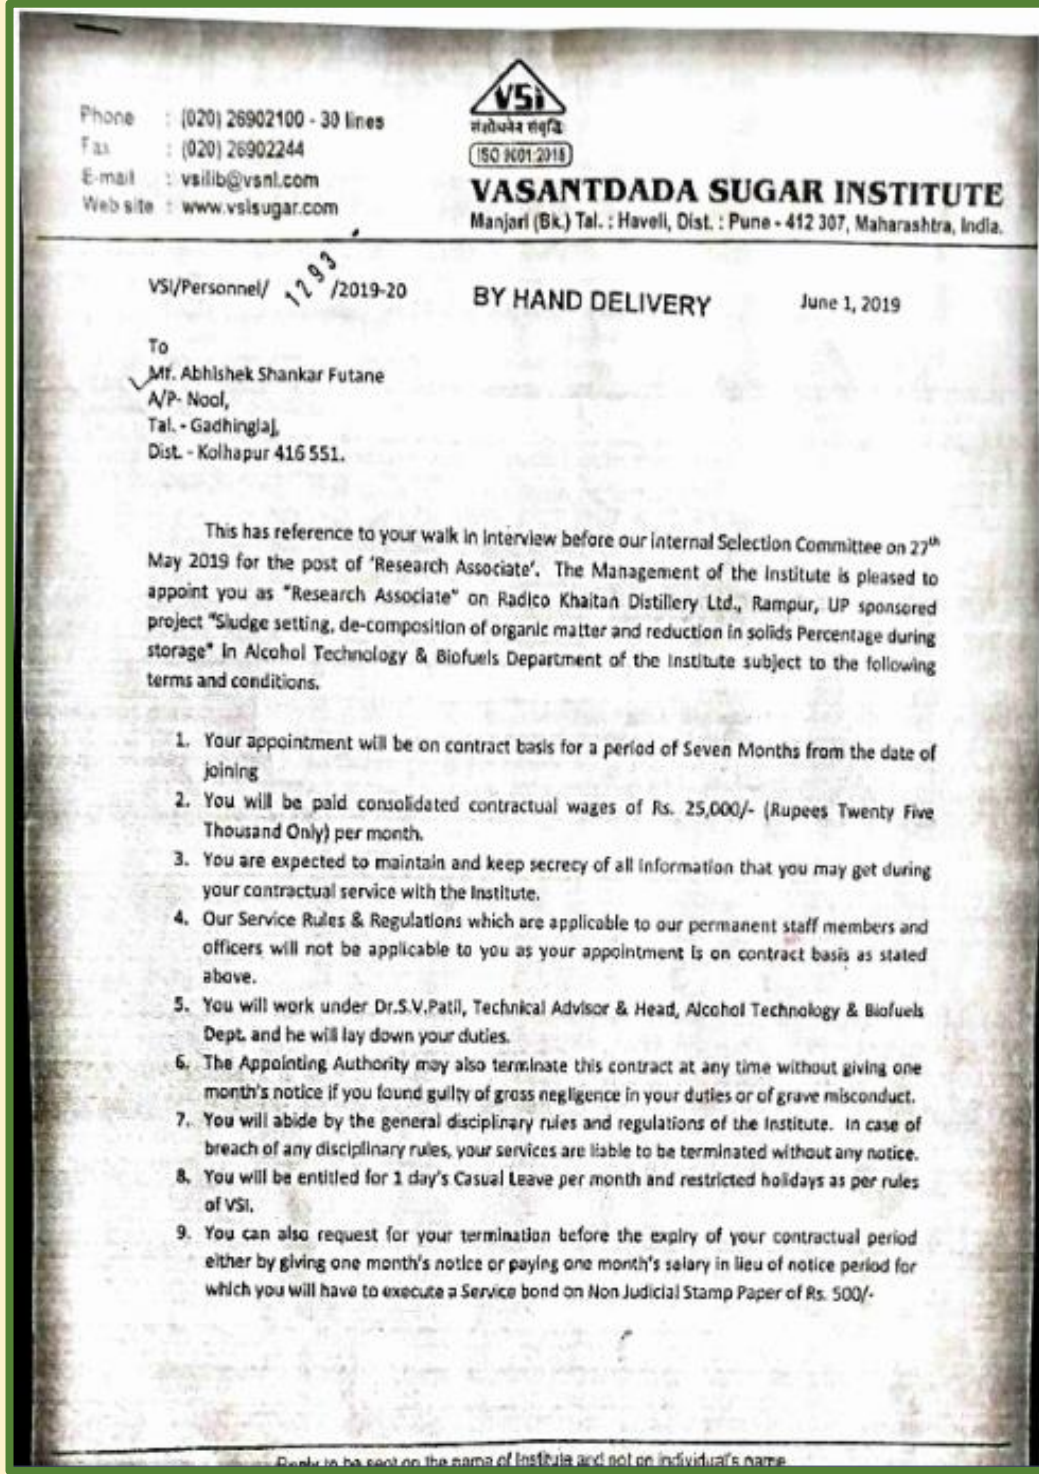 VSi
संशोधनेन संवृद्धि
ISO 9001:2015
Phone : (020) 26902100 - 30 lines
Fax : (020) 26902244
E-mail : vsilib@vsnl.com
Web site : www.vsisugar.com
VASANTDADA SUGAR INSTITUTE
Manjari (Bk.) Tal. : Haveli, Dist. : Pune - 412 307, Maharashtra, India.
VSI/Personnel/ 1293 /2019-20 BY HAND DELIVERY June 1, 2019
To
Mr. Abhishek Shankar Futane
A/P- Nool,
Tal. - Gadhinglaj,
Dist. - Kolhapur 416 551.
This has reference to your walk in interview before our Internal Selection Committee on 27th
May 2019 for the post of 'Research Associate'. The Management of the Institute is pleased to
appoint you as "Research Associate" on Radico Khaitan Distillery Ltd., Rampur, UP sponsored
project "Sludge setting, de-composition of organic matter and reduction in solids Percentage during
storage" in Alcohol Technology & Biofuels Department of the Institute subject to the following
terms and conditions.
1. Your appointment will be on contract basis for a period of Seven Months from the date of
joining
2. You will be paid consolidated contractual wages of Rs. 25,000/- (Rupees Twenty Five
Thousand Only) per month.
3. You are expected to maintain and keep secrecy of all information that you may get during
your contractual service with the Institute.
4. Our Service Rules & Regulations which are applicable to our permanent staff members and
officers will not be applicable to you as your appointment is on contract basis as stated
above.
5. You will work under Dr.S.V.Patil, Technical Advisor & Head, Alcohol Technology & Biofuels
Dept. and he will lay down your duties.
6. The Appointing Authority may also terminate this contract at any time without giving one
month's notice if you found guilty of gross negligence in your duties or of grave misconduct.
7. You will abide by the general disciplinary rules and regulations of the Institute. In case of
breach of any disciplinary rules, your services are liable to be terminated without any notice.
8. You will be entitled for 1 day's Casual Leave per month and restricted holidays as per rules
of VSI.
9. You can also request for your termination before the expiry of your contractual period
either by giving one month's notice or paying one month's salary in lieu of notice period for
which you will have to execute a Service bond on Non Judicial Stamp Paper of Rs. 500/-
Reply to be sent on the name of Institute and not on individual's name